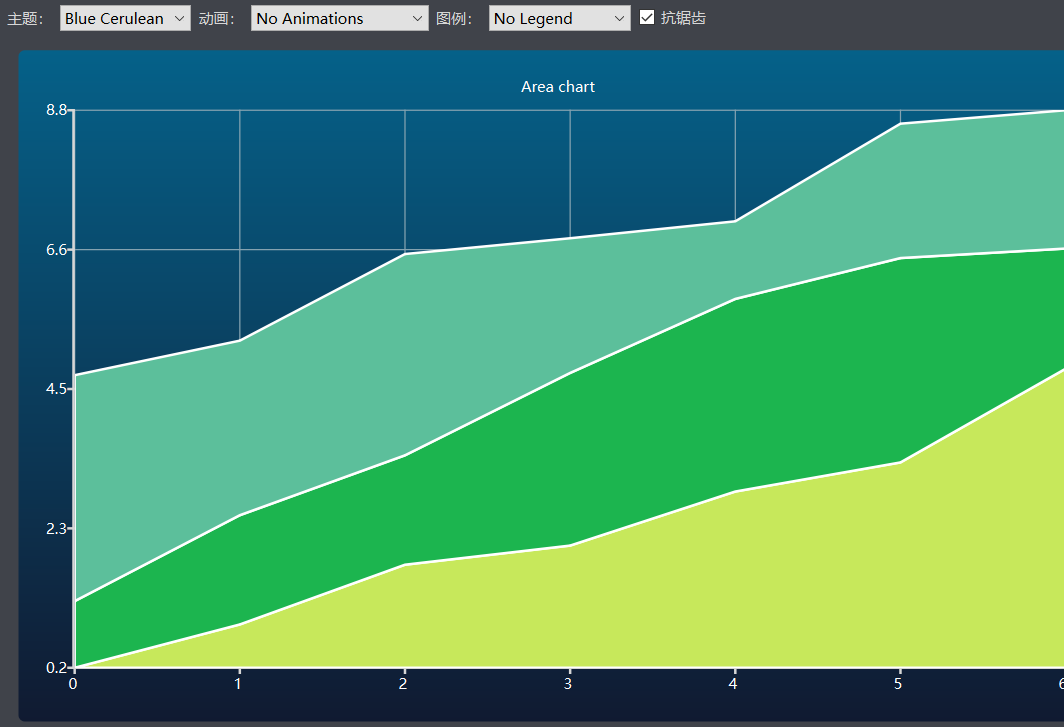 主题： Blue Cerulean 动画： No Animations 图例： No Legend 抗锯齿
Area chart
8.8
6.6
4.5
2.3
0.2
0 1 2 3 4 5 6